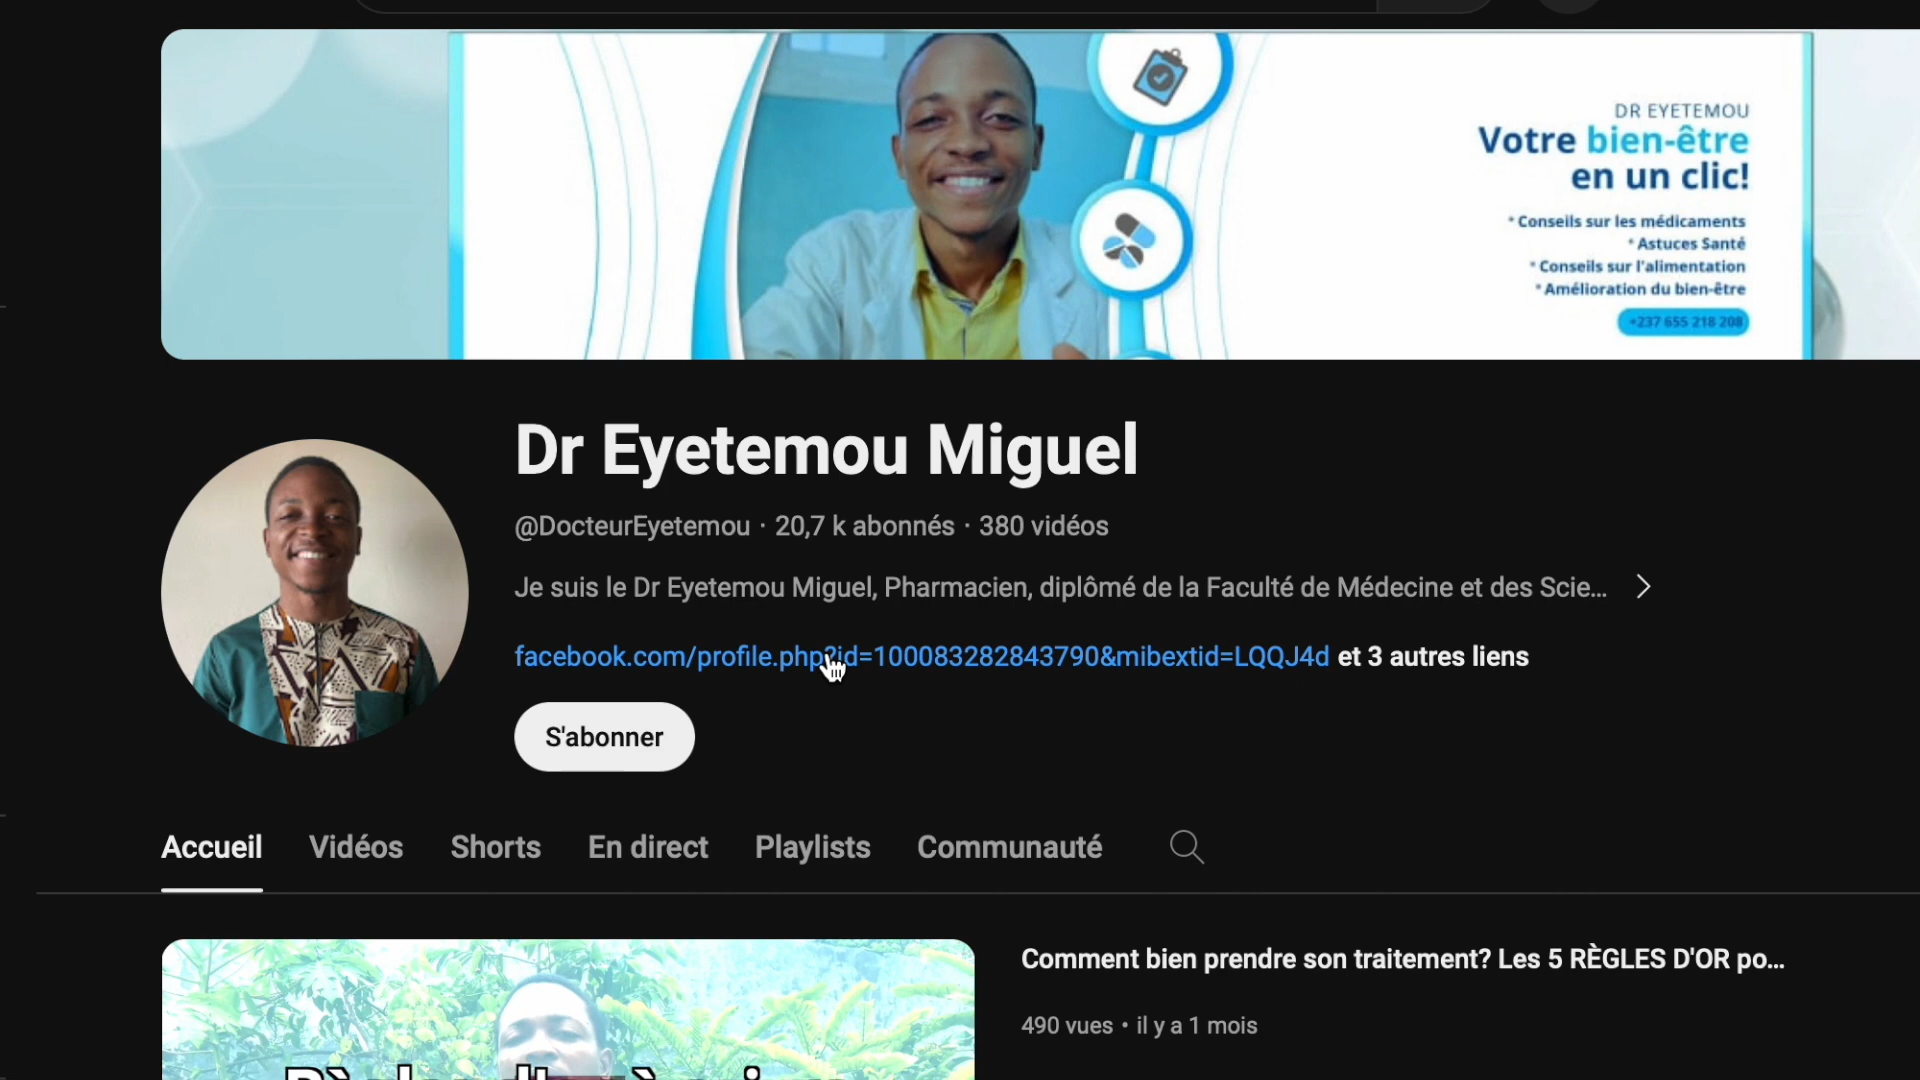 DR EYETEMOU
Votre bien-être
en un clic!
* Conseils sur les médicaments
* Astuces Santé
* Conseils sur l'alimentation
* Amélioration du bien-être
+237 655 218 208
Dr Eyetemou Miguel
@DocteurEyetemou · 20,7 k abonnés · 380 vidéos
Je suis le Dr Eyetemou Miguel, Pharmacien, diplômé de la Faculté de Médecine et des Scie...
facebook.com/profile.php?id=100083282843790&mibextid=LQQJ4d et 3 autres liens
S'abonner
Accueil Vidéos Shorts En direct Playlists Communauté
Comment bien prendre son traitement? Les 5 RÈGLES D'OR po...
490 vues • il y a 1 mois